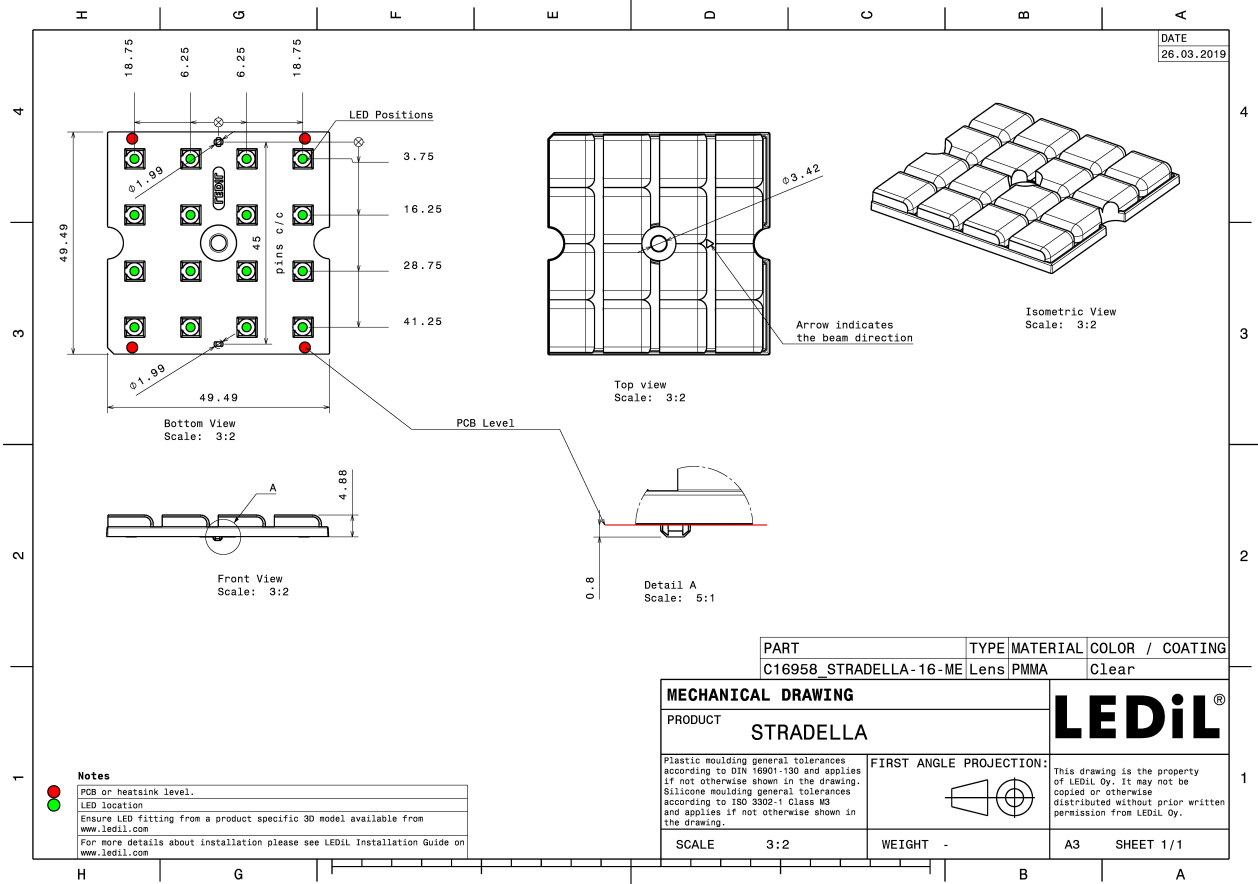 H G F E D C B A
DATE
26.03.2019
4
4
18.75
6.25
6.25
18.75
LED Positions
3.75
16.25
28.75
41.25
⌀1.99
LEDiL
45
pins c/c
49.49
⌀1.99
49.49
Bottom View
Scale: 3:2
⌀3.42
Arrow indicates
the beam direction
Top view
Scale: 3:2
Isometric View
Scale: 3:2
3
3
PCB Level
A
4.88
Front View
Scale: 3:2
0.8
Detail A
Scale: 5:1
2
2
PART TYPE MATERIAL COLOR / COATING
C16958_STRADELLA-16-ME Lens PMMA Clear
MECHANICAL DRAWING
PRODUCT
STRADELLA
LEDiL®
Plastic moulding general tolerances
according to DIN 16901-130 and applies
if not otherwise shown in the drawing.
Silicone moulding general tolerances
according to ISO 3302-1 Class M3
and applies if not otherwise shown in
the drawing.
FIRST ANGLE PROJECTION:
This drawing is the property
of LEDiL Oy. It may not be
copied or otherwise
distributed without prior written
permission from LEDiL Oy.
SCALE 3:2
WEIGHT -
A3 SHEET 1/1
1
1
Notes
PCB or heatsink level.
LED location
Ensure LED fitting from a product specific 3D model available from
www.ledil.com
For more details about installation please see LEDiL Installation Guide on
www.ledil.com
H G B A